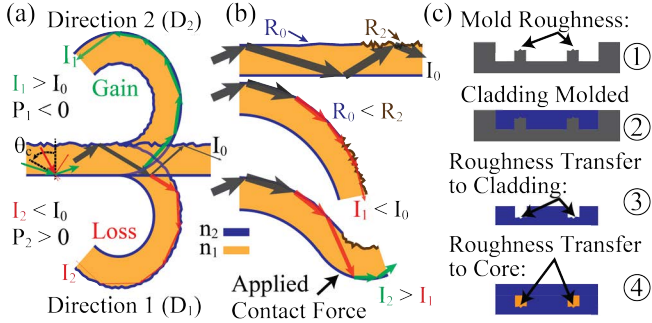 (a)
Direction 2 (D2)
I1
I1 > I0
P1 < 0
Gain
θc
I0
I2 < I0
P2 > 0
Loss
n2
n1
I2
Direction 1 (D1)
(b)
R0
R2
I0
R0 < R2
I1 < I0
Applied
Contact Force
I2 > I1
(c)
Mold Roughness:
①
Cladding Molded
②
Roughness Transfer
to Cladding:
③
Roughness Transfer
to Core:
④